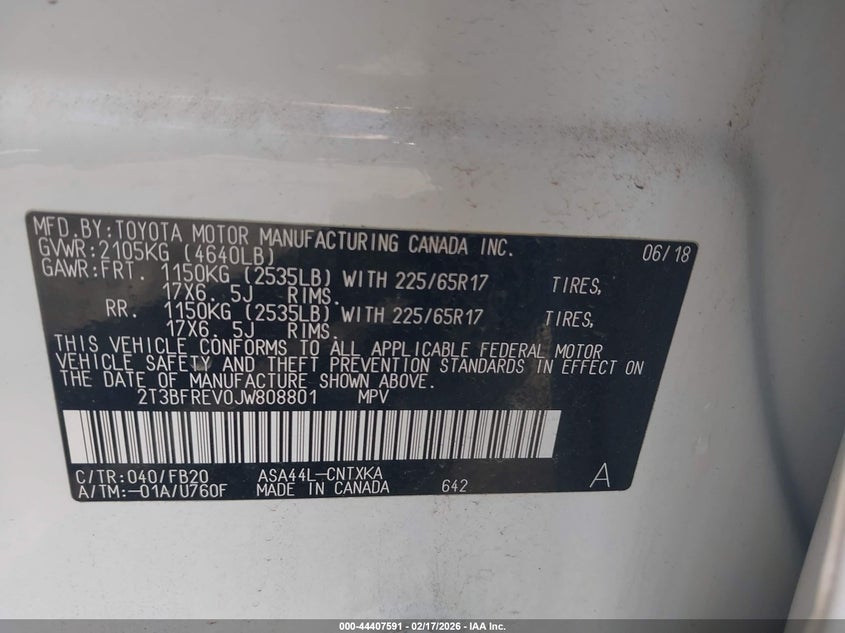 MFD.BY:TOYOTA MOTOR MANUFACTURING CANADA INC. 06/18
GVWR:2105KG (4640LB)
GAWR:FRT. 1150KG (2535LB) WITH 225/65R17 TIRES,
17X6.5J RIMS.
RR. 1150KG (2535LB) WITH 225/65R17 TIRES,
17X6.5J RIMS.
THIS VEHICLE CONFORMS TO ALL APPLICABLE FEDERAL MOTOR
VEHICLE SAFETY AND THEFT PREVENTION STANDARDS IN EFFECT ON
THE DATE OF MANUFACTURE SHOWN ABOVE.
2T3BFREV0JW808801 MPV
C/TR:040/FB20 ASA44L-CNTXKA A
A/TM:-01A/U760F MADE IN CANADA 642
000-44407591 - 02/17/2026 - IAA Inc.